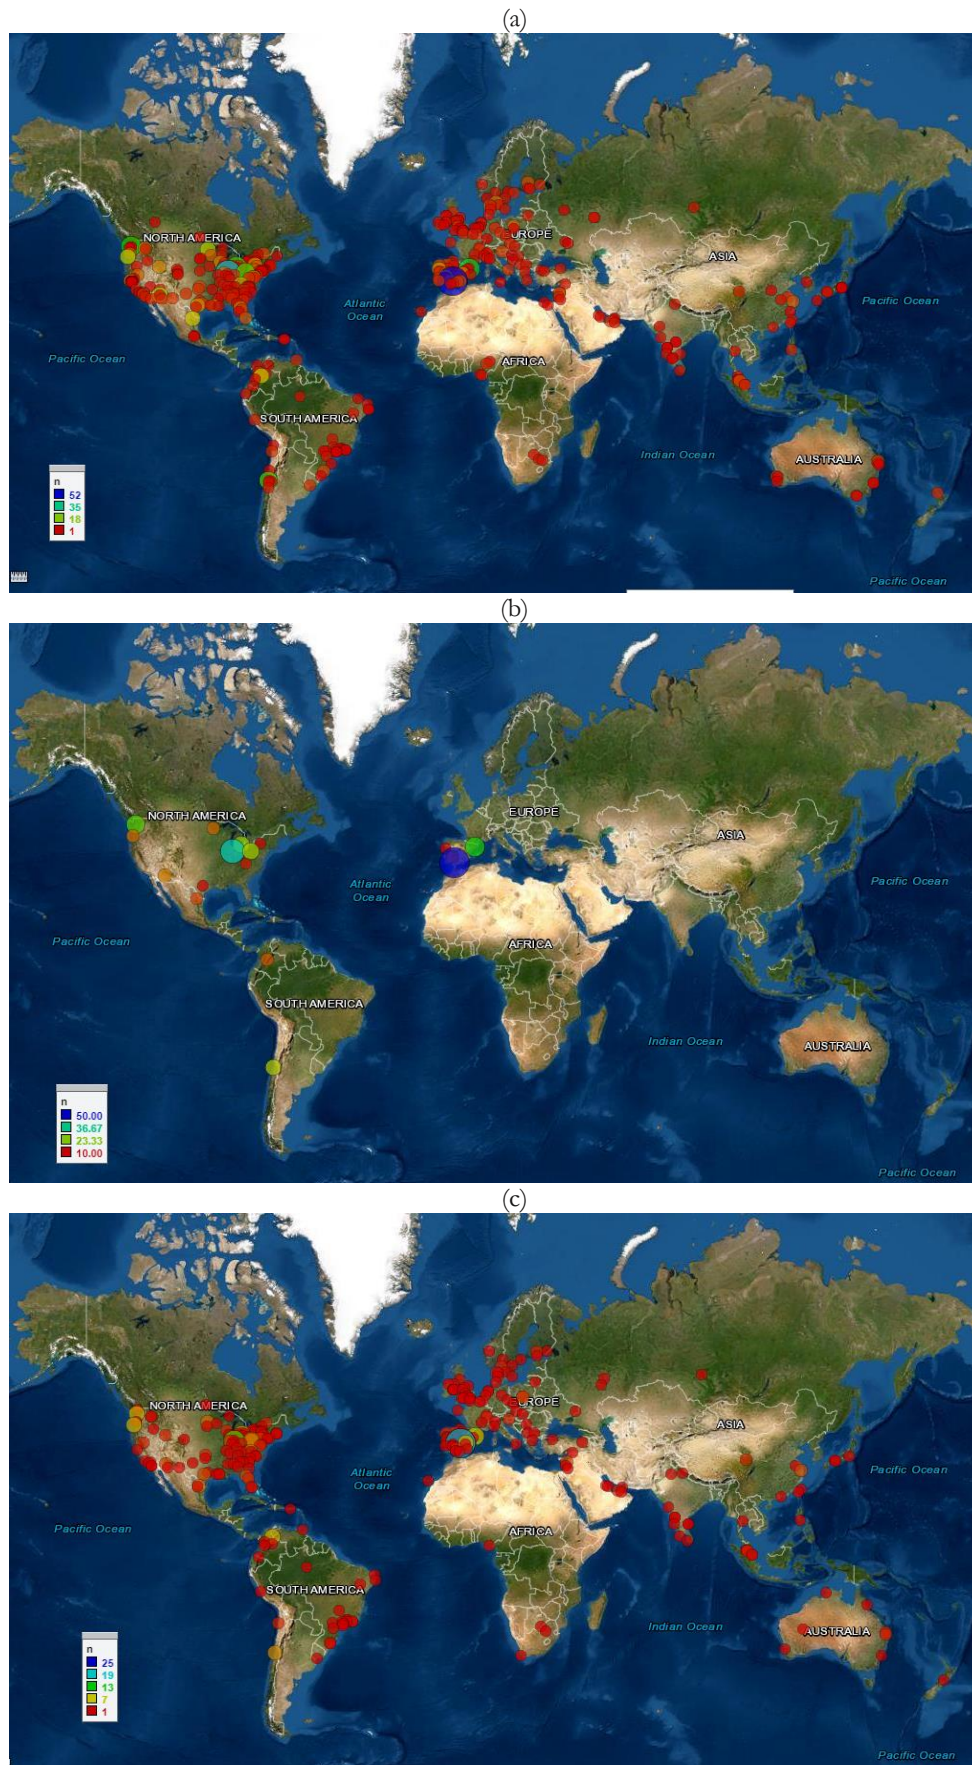 (a)
NORTH AMERICA
EUROPE
ASIA
Atlantic
Ocean
Pacific Ocean
Pacific Ocean
AFRICA
SOUTH AMERICA
Indian Ocean
AUSTRALIA
n
52
35
18
1
Pacific Ocean
(b)
NORTH AMERICA
EUROPE
ASIA
Atlantic
Ocean
Pacific Ocean
Pacific Ocean
AFRICA
SOUTH AMERICA
Indian Ocean
AUSTRALIA
n
50.00
36.67
23.33
10.00
Pacific Ocean
(c)
NORTH AMERICA
EUROPE
ASIA
Atlantic
Ocean
Pacific Ocean
Pacific Ocean
AFRICA
SOUTH AMERICA
Indian Ocean
AUSTRALIA
n
25
19
13
7
1
Pacific Ocean